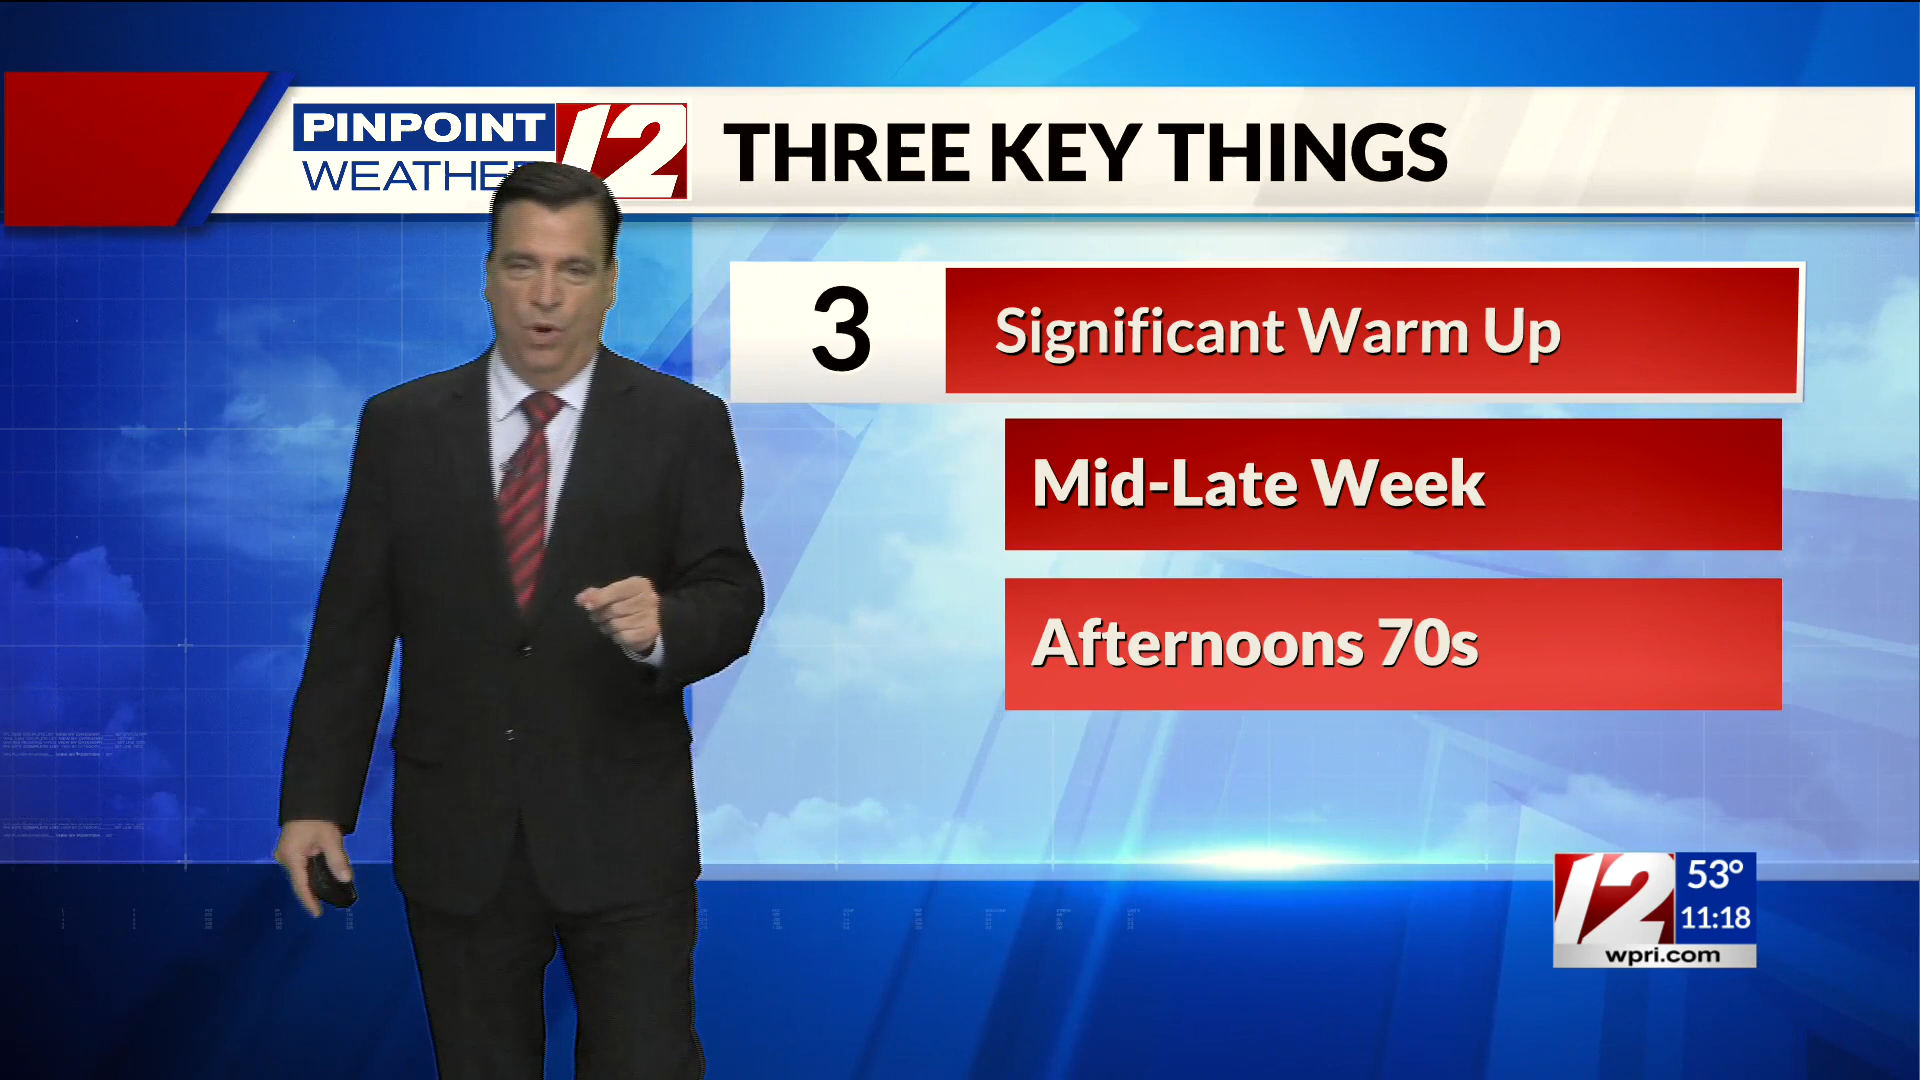 PINPOINT
WEATHE
12
THREE KEY THINGS
3
Significant Warm Up
Mid-Late Week
Afternoons 70s
12
53°
11:18
wpri.com